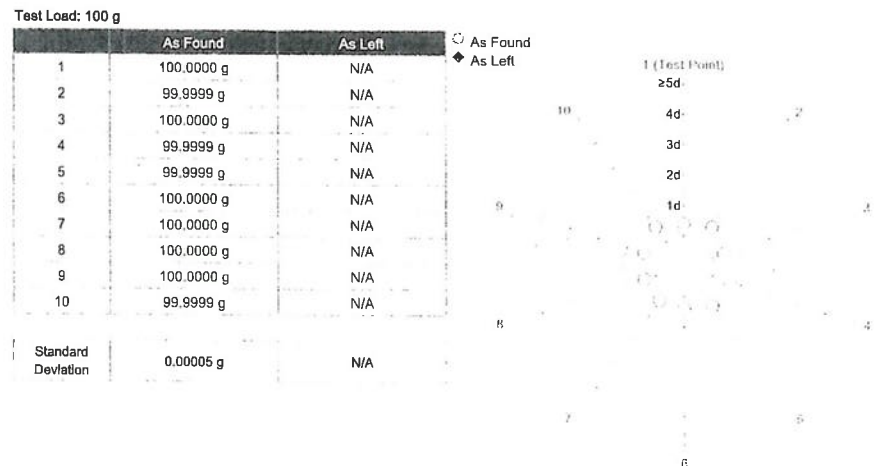 Test Load: 100 g
As Found As Left
1 100.0000 g N/A
2 99.9999 g N/A
3 100.0000 g N/A
4 99.9999 g N/A
5 99.9999 g N/A
6 100.0000 g N/A
7 100.0000 g N/A
8 100.0000 g N/A
9 100.0000 g N/A
10 99.9999 g N/A
Standard Deviation 0.00005 g N/A
As Found
As Left
1 (Test Point)
≥5d
10 4d 2
3d
2d
9 1d 3
8 4
7 5
6